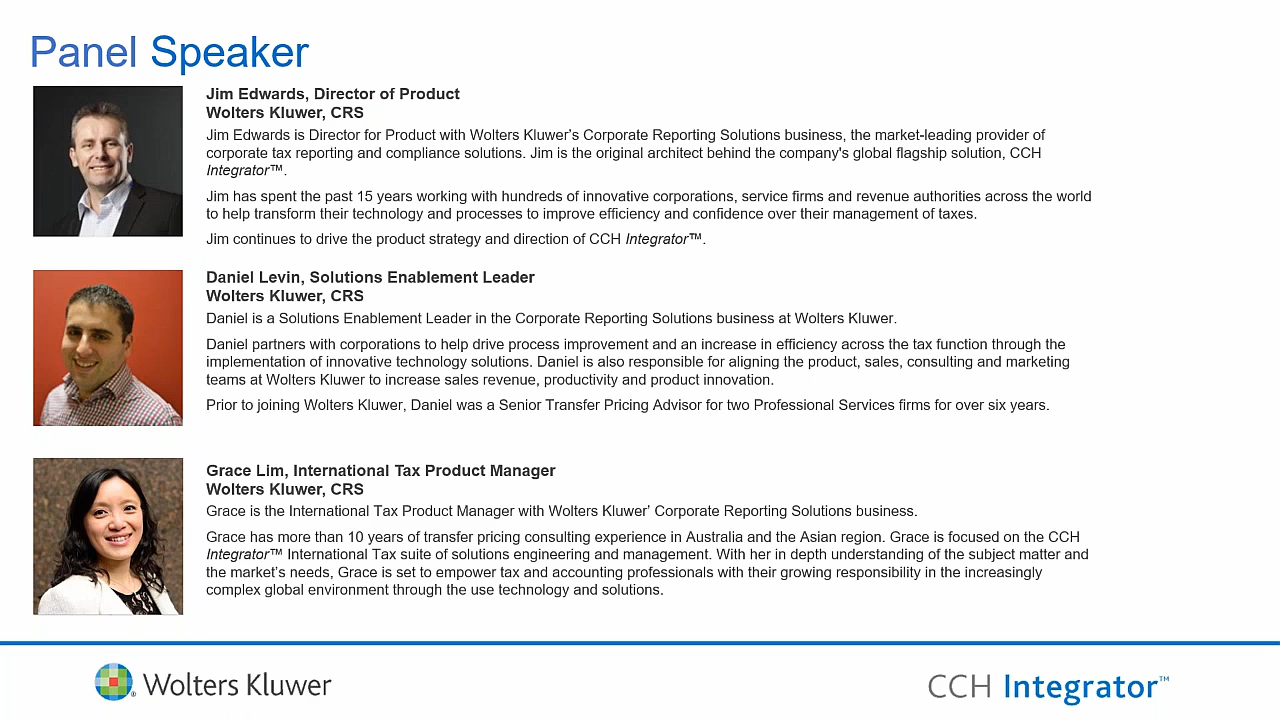 Panel Speaker
Jim Edwards, Director of Product
Wolters Kluwer, CRS
Jim Edwards is Director for Product with Wolters Kluwer's Corporate Reporting Solutions business, the market-leading provider of
corporate tax reporting and compliance solutions. Jim is the original architect behind the company's global flagship solution, CCH
Integrator™.
Jim has spent the past 15 years working with hundreds of innovative corporations, service firms and revenue authorities across the world
to help transform their technology and processes to improve efficiency and confidence over their management of taxes.
Jim continues to drive the product strategy and direction of CCH Integrator™.
Daniel Levin, Solutions Enablement Leader
Wolters Kluwer, CRS
Daniel is a Solutions Enablement Leader in the Corporate Reporting Solutions business at Wolters Kluwer.
Daniel partners with corporations to help drive process improvement and an increase in efficiency across the tax function through the
implementation of innovative technology solutions. Daniel is also responsible for aligning the product, sales, consulting and marketing
teams at Wolters Kluwer to increase sales revenue, productivity and product innovation.
Prior to joining Wolters Kluwer, Daniel was a Senior Transfer Pricing Advisor for two Professional Services firms for over six years.
Grace Lim, International Tax Product Manager
Wolters Kluwer, CRS
Grace is the International Tax Product Manager with Wolters Kluwer' Corporate Reporting Solutions business.
Grace has more than 10 years of transfer pricing consulting experience in Australia and the Asian region. Grace is focused on the CCH
Integrator™ International Tax suite of solutions engineering and management. With her in depth understanding of the subject matter and
the market's needs, Grace is set to empower tax and accounting professionals with their growing responsibility in the increasingly
complex global environment through the use technology and solutions.
® Wolters Kluwer
CCH Integrator™